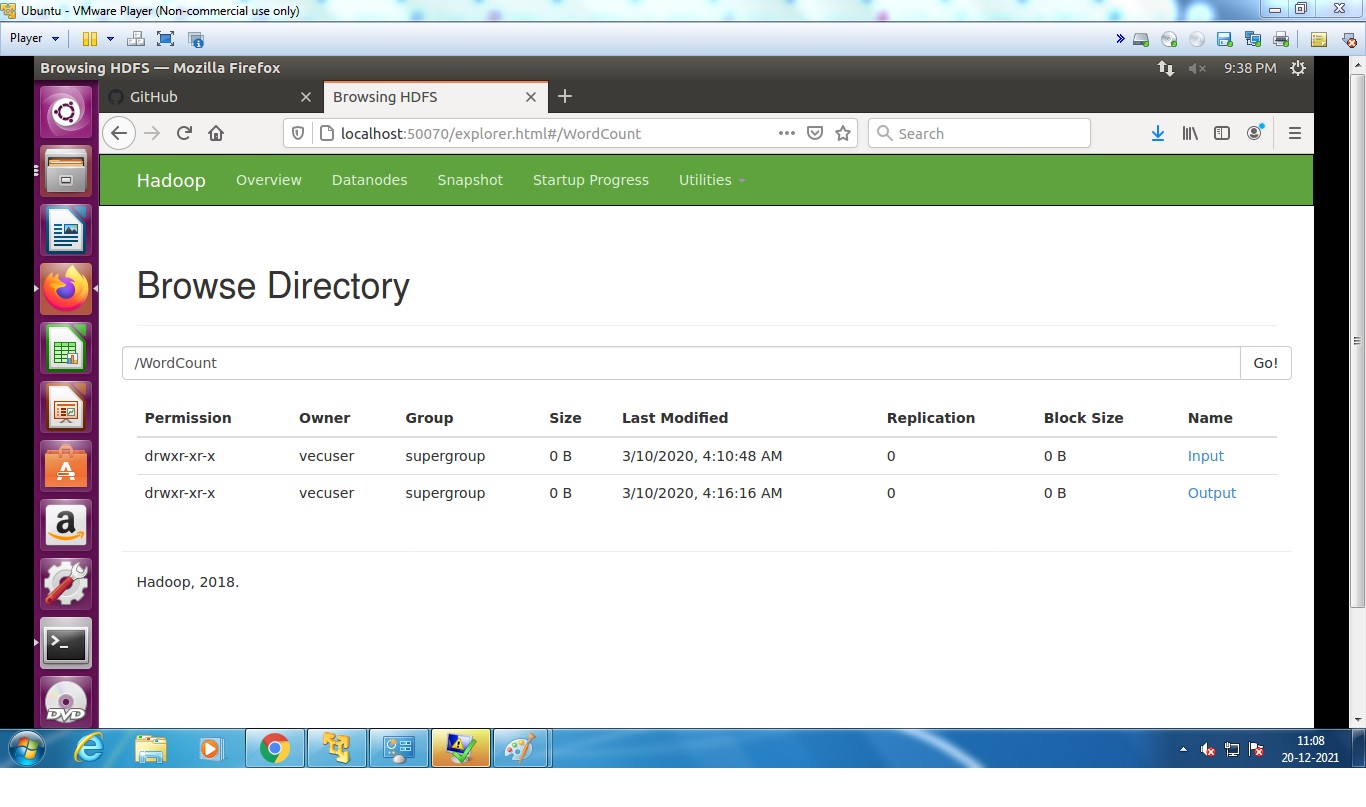 Ubuntu - VMware Player (Non-commercial use only)
Player
Browsing HDFS — Mozilla Firefox
9:38 PM
GitHub
Browsing HDFS
localhost:50070/explorer.html#/WordCount
Search
Hadoop Overview Datanodes Snapshot Startup Progress Utilities
Browse Directory
/WordCount Go!
Permission Owner Group Size Last Modified Replication Block Size Name
drwxr-xr-x vecuser supergroup 0 B 3/10/2020, 4:10:48 AM 0 0 B Input
drwxr-xr-x vecuser supergroup 0 B 3/10/2020, 4:16:16 AM 0 0 B Output
Hadoop, 2018.
DVD
11:08
20-12-2021